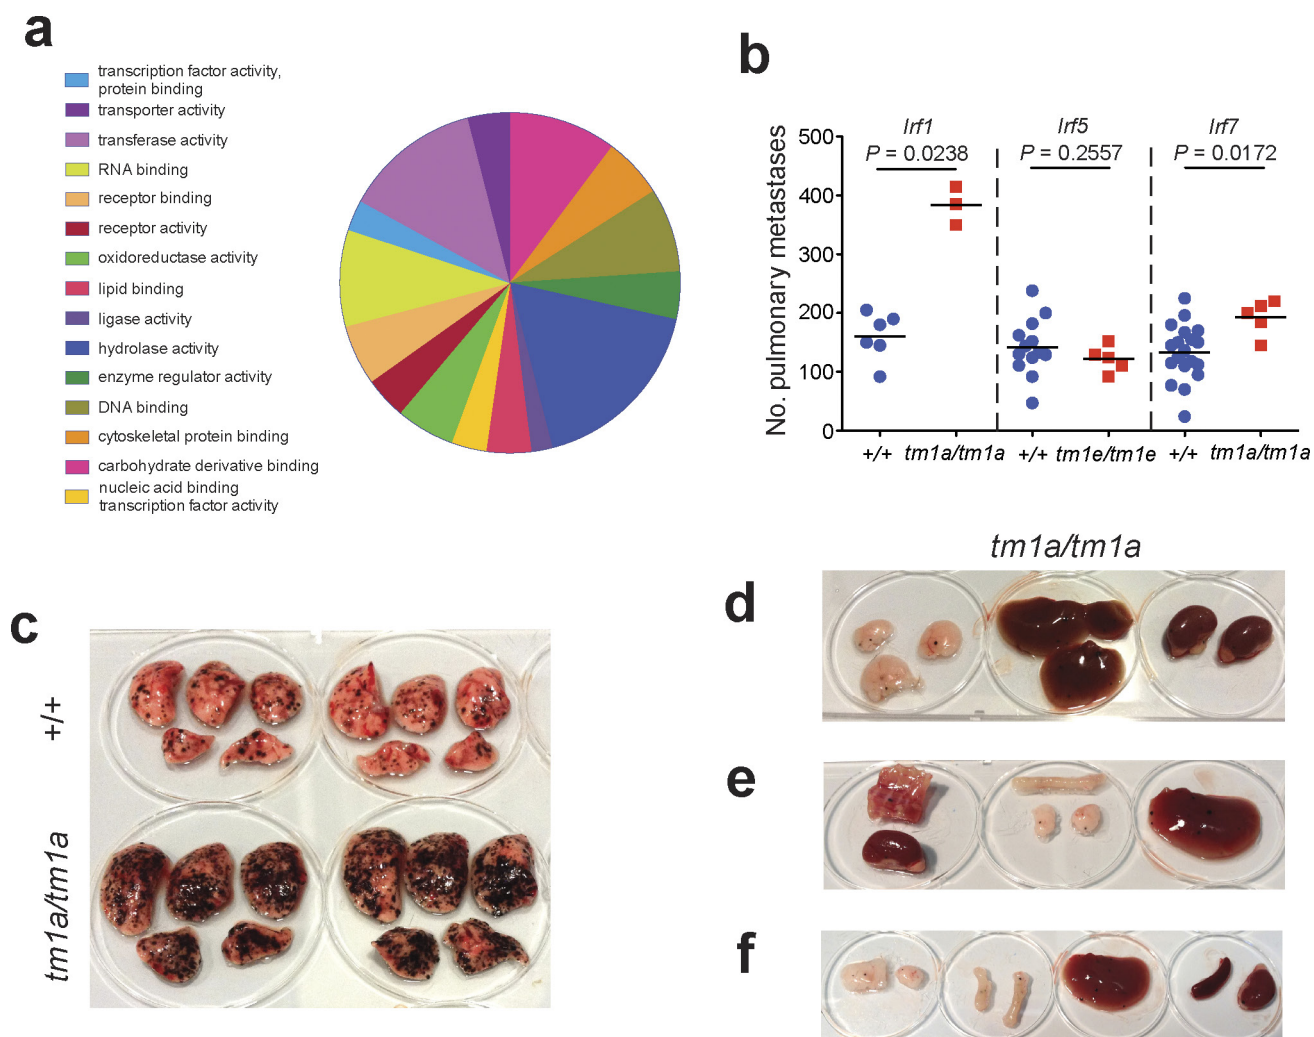 a
transcription factor activity,
protein binding
transporter activity
transferase activity
RNA binding
receptor binding
receptor activity
oxidoreductase activity
lipid binding
ligase activity
hydrolase activity
enzyme regulator activity
DNA binding
cytoskeletal protein binding
carbohydrate derivative binding
nucleic acid binding
transcription factor activity
b
No. pulmonary metastases
500
400
300
200
100
0
Irf1
P = 0.0238
Irf5
P = 0.2557
Irf7
P = 0.0172
+/+ tm1a/tm1a +/+ tm1e/tm1e +/+ tm1a/tm1a
c
+/+
tm1a/tm1a
tm1a/tm1a
d
e
f